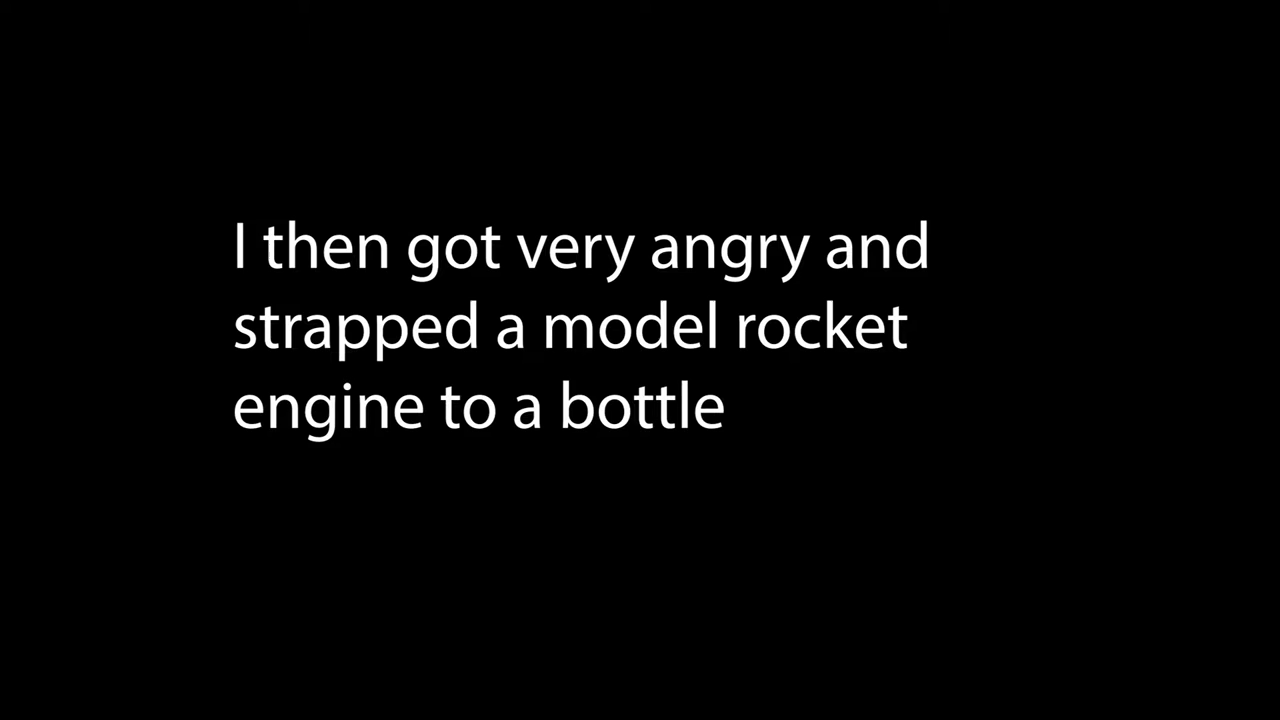 I then got very angry and
strapped a model rocket
engine to a bottle